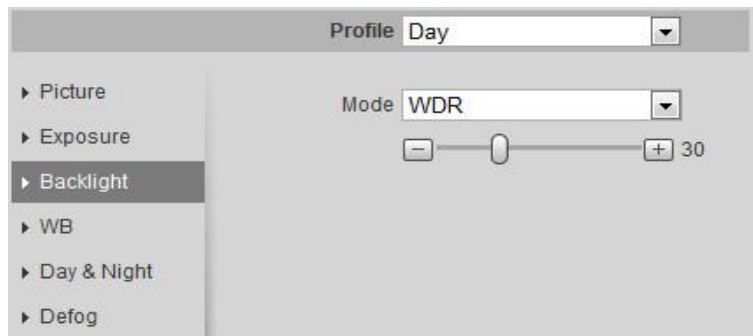 Profile Day
Picture
Exposure
Backlight
WB
Day & Night
Defog
Mode WDR
30